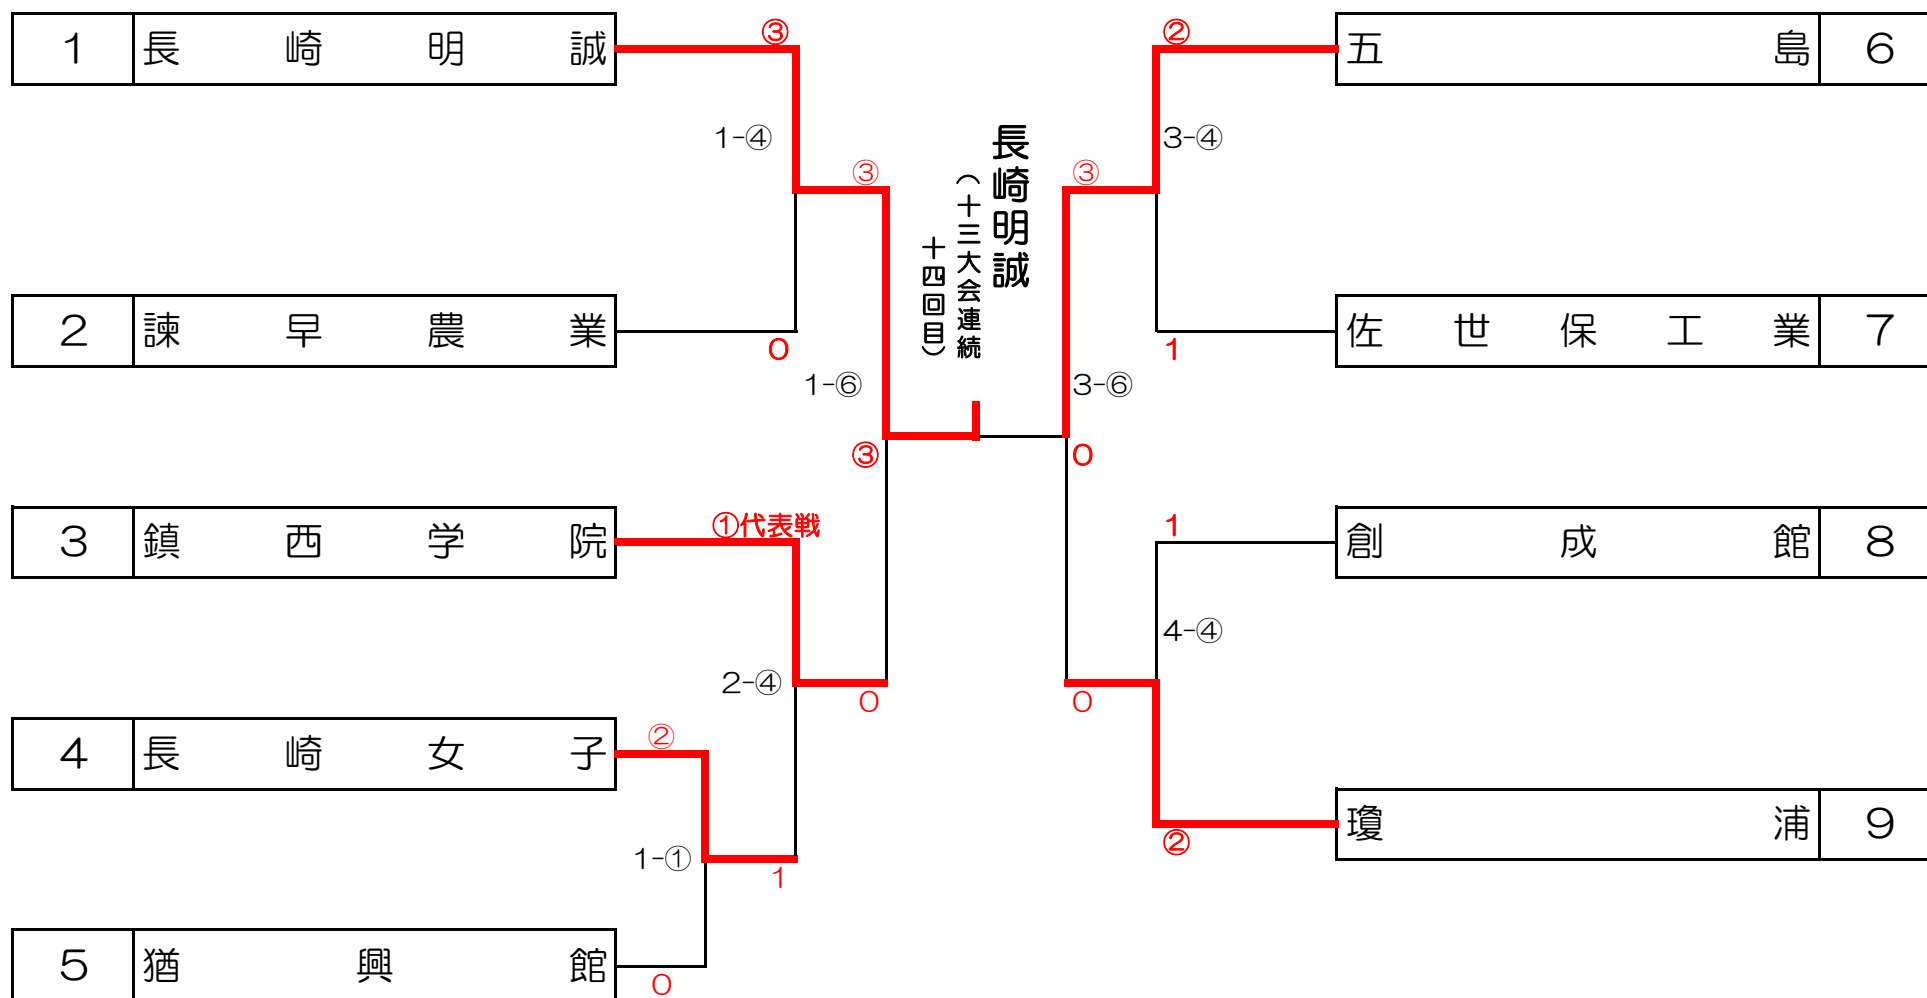 1 長崎明誠
2 諫早農業
3 鎮西学院
4 長崎女子
5 猶興館
③
1-④
0
③
1-⑥
③
①代表戦
2-④
0
②
1-①
1
0
長崎明誠
（十三大会連続
十四回目）
②
3-④
1
③
3-⑥
0
1
4-④
0
②
五島 6
佐世保工業 7
創成館 8
瓊浦 9